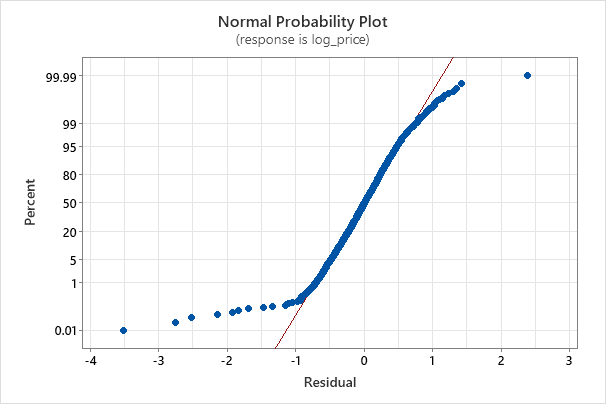 Normal Probability Plot
(response is log_price)
99.99
99
95
80
50
20
5
1
0.01
Percent
-4 -3 -2 -1 0 1 2 3
Residual